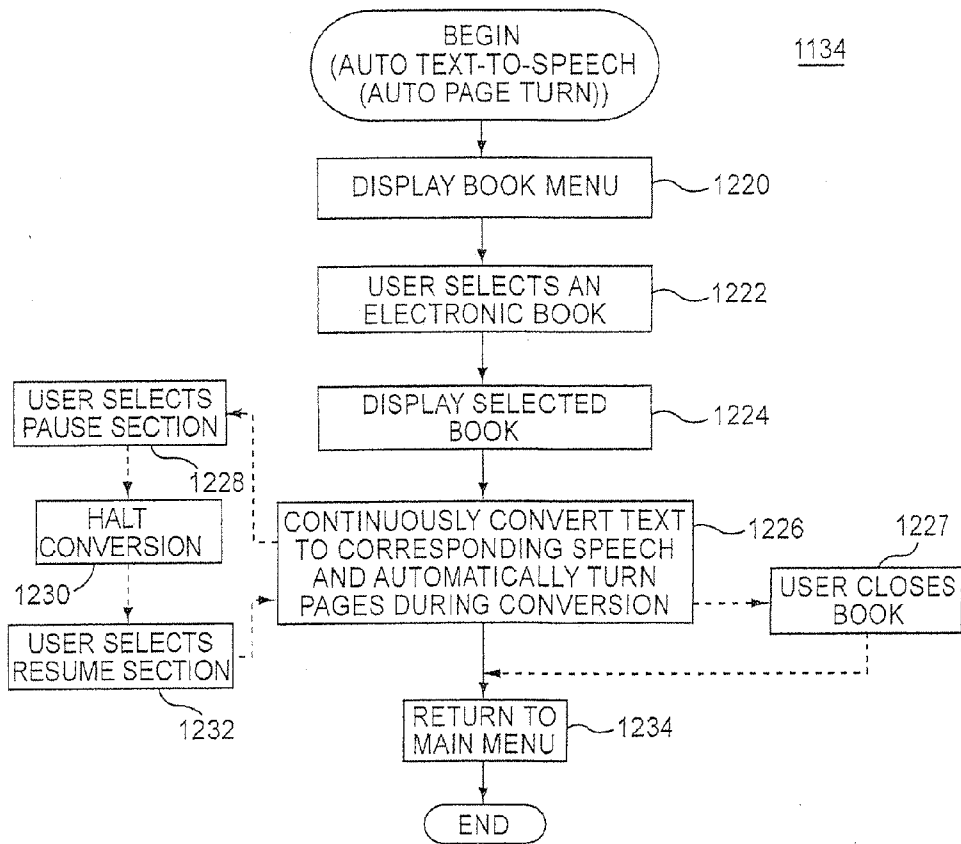 BEGIN
(AUTO TEXT-TO-SPEECH
(AUTO PAGE TURN))
1134
DISPLAY BOOK MENU
1220
USER SELECTS AN
ELECTRONIC BOOK
1222
DISPLAY SELECTED
BOOK
1224
USER SELECTS
PAUSE SECTION
1228
HALT
CONVERSION
1230
USER SELECTS
RESUME SECTION
1232
CONTINUOUSLY CONVERT TEXT
TO CORRESPONDING SPEECH
AND AUTOMATICALLY TURN
PAGES DURING CONVERSION
1226
1227
USER CLOSES
BOOK
RETURN TO
MAIN MENU
1234
END